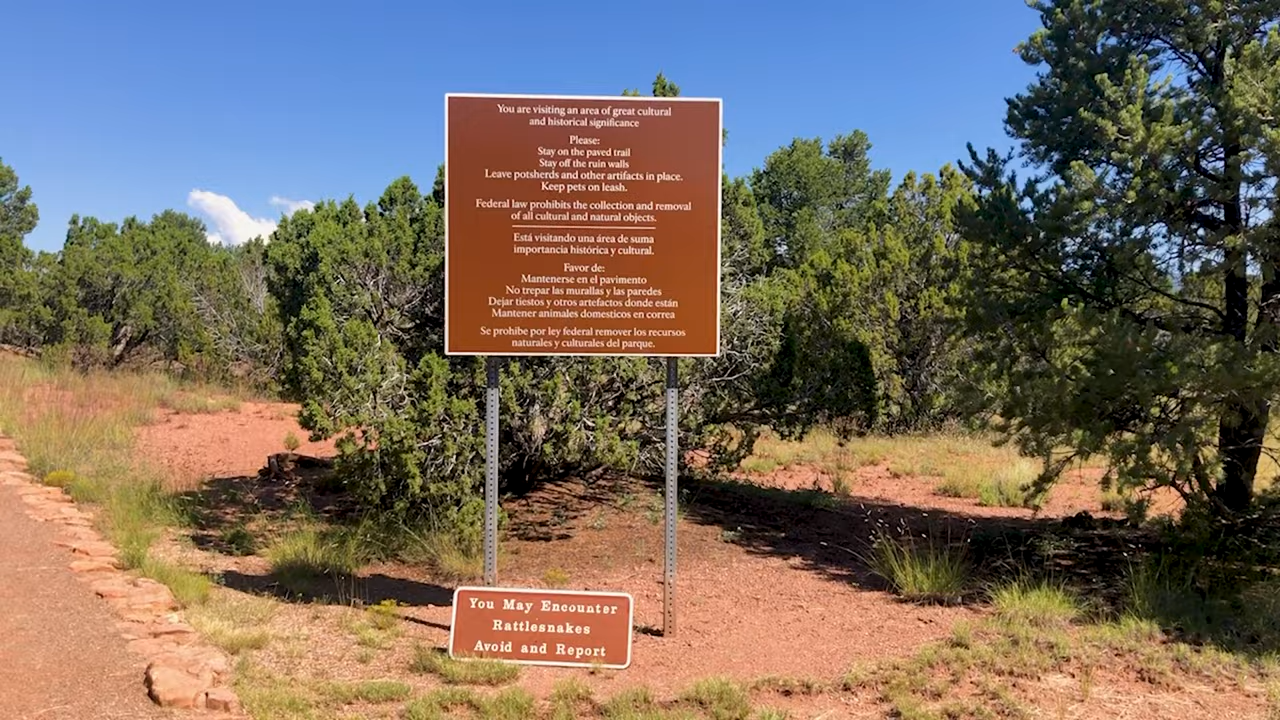 You are visiting an area of great cultural
and historical significance
Please:
Stay on the paved trail
Stay off the ruin walls
Leave potsherds and other artifacts in place.
Keep pets on leash.
Federal law prohibits the collection and removal
of all cultural and natural objects.
Está visitando una área de suma
importancia histórica y cultural.
Favor de:
Mantenerse en el pavimento
No trepar las murallas y las paredes
Dejar tiestos y otros artefactos donde están
Mantener animales domesticos en correa
Se prohibe por ley federal remover los recursos
naturales y culturales del parque.
You May Encounter
Rattlesnakes
Avoid and Report